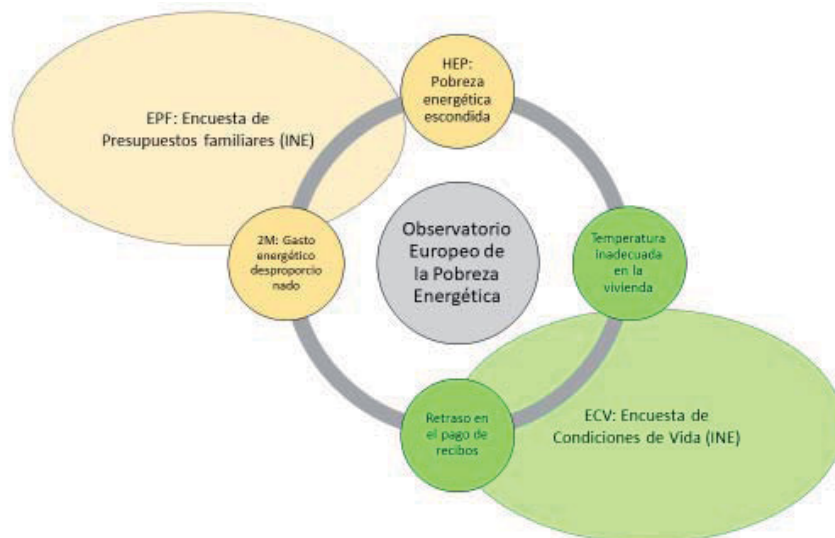 HEP:
Pobreza
energética
escondida
EPF: Encuesta de
Presupuestos familiares (INE)
2M: Gasto
energético
desproporcio
nado
Observatorio
Europeo de
la Pobreza
Energética
Temperatura
inadecuada
en la
vivienda
Retraso en
el pago de
recibos
ECV: Encuesta de
Condiciones de Vida (INE)